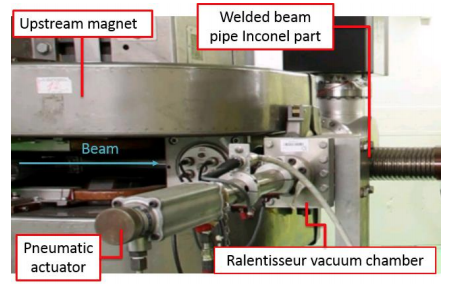 Upstream magnet
Welded beam
pipe Inconel part
Beam
Pneumatic
actuator
Ralentisseur vacuum chamber